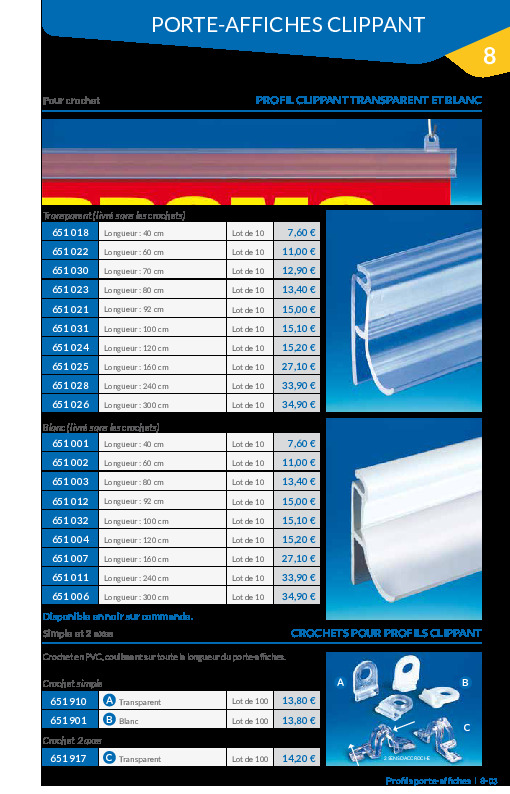 PORTE-AFFICHES CLIPPANT
8
Pour crochet
PROFIL CLIPPANT TRANSPARENT ET BLANC
PROMO
Transparent (livré sans les crochets)
651 018 Longueur : 40 cm Lot de 10 7,60 €
651 022 Longueur : 60 cm Lot de 10 11,00 €
651 030 Longueur : 70 cm Lot de 10 12,90 €
651 023 Longueur : 80 cm Lot de 10 13,40 €
651 021 Longueur : 92 cm Lot de 10 15,00 €
651 031 Longueur : 100 cm Lot de 10 15,10 €
651 024 Longueur : 120 cm Lot de 10 15,20 €
651 025 Longueur : 160 cm Lot de 10 27,10 €
651 028 Longueur : 240 cm Lot de 10 33,90 €
651 026 Longueur : 300 cm Lot de 10 34,90 €
Blanc (livré sans les crochets)
651 001 Longueur : 40 cm Lot de 10 7,60 €
651 002 Longueur : 60 cm Lot de 10 11,00 €
651 003 Longueur : 80 cm Lot de 10 13,40 €
651 012 Longueur : 92 cm Lot de 10 15,00 €
651 032 Longueur : 100 cm Lot de 10 15,10 €
651 004 Longueur : 120 cm Lot de 10 15,20 €
651 007 Longueur : 160 cm Lot de 10 27,10 €
651 011 Longueur : 240 cm Lot de 10 33,90 €
651 006 Longueur : 300 cm Lot de 10 34,90 €
Disponible en noir sur commande.
Simple et 2 axes
CROCHETS POUR PROFILS CLIPPANT
Crochet en PVC, coulissant sur toute la longueur du porte-affiches.
Crochet simple
651 910 A Transparent Lot de 100 13,80 €
651 901 B Blanc Lot de 100 13,80 €
Crochet 2 axes
651 917 C Transparent Lot de 100 14,20 €
A
B
C
2 SENS D'ACCROCHE
Profils porte-affiches | 8-03